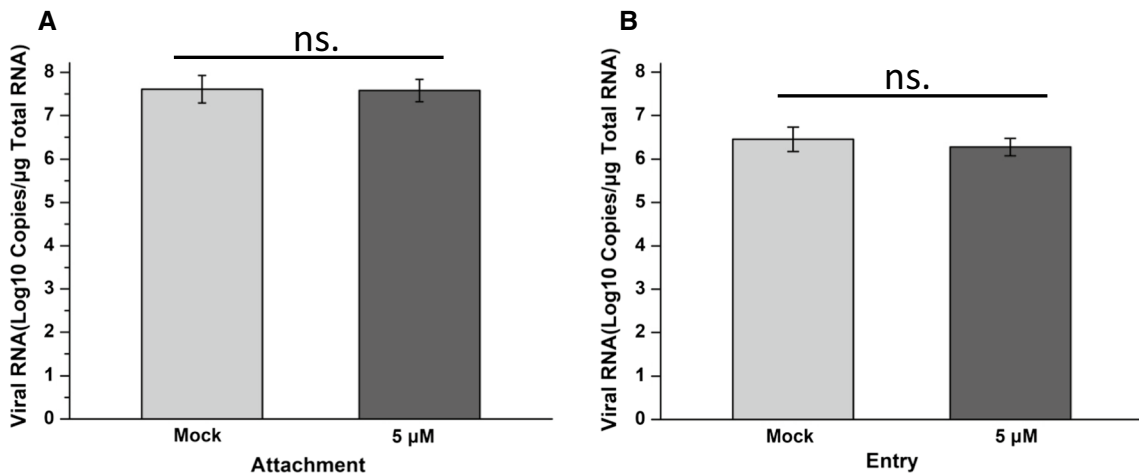 A
ns.
Viral RNA(Log10 Copies/µg Total RNA)
8
7
6
5
4
3
2
1
0
Mock
5 µM
Attachment
B
ns.
Viral RNA(Log10 Copies/µg Total RNA)
8
7
6
5
4
3
2
1
0
Mock
5 µM
Entry